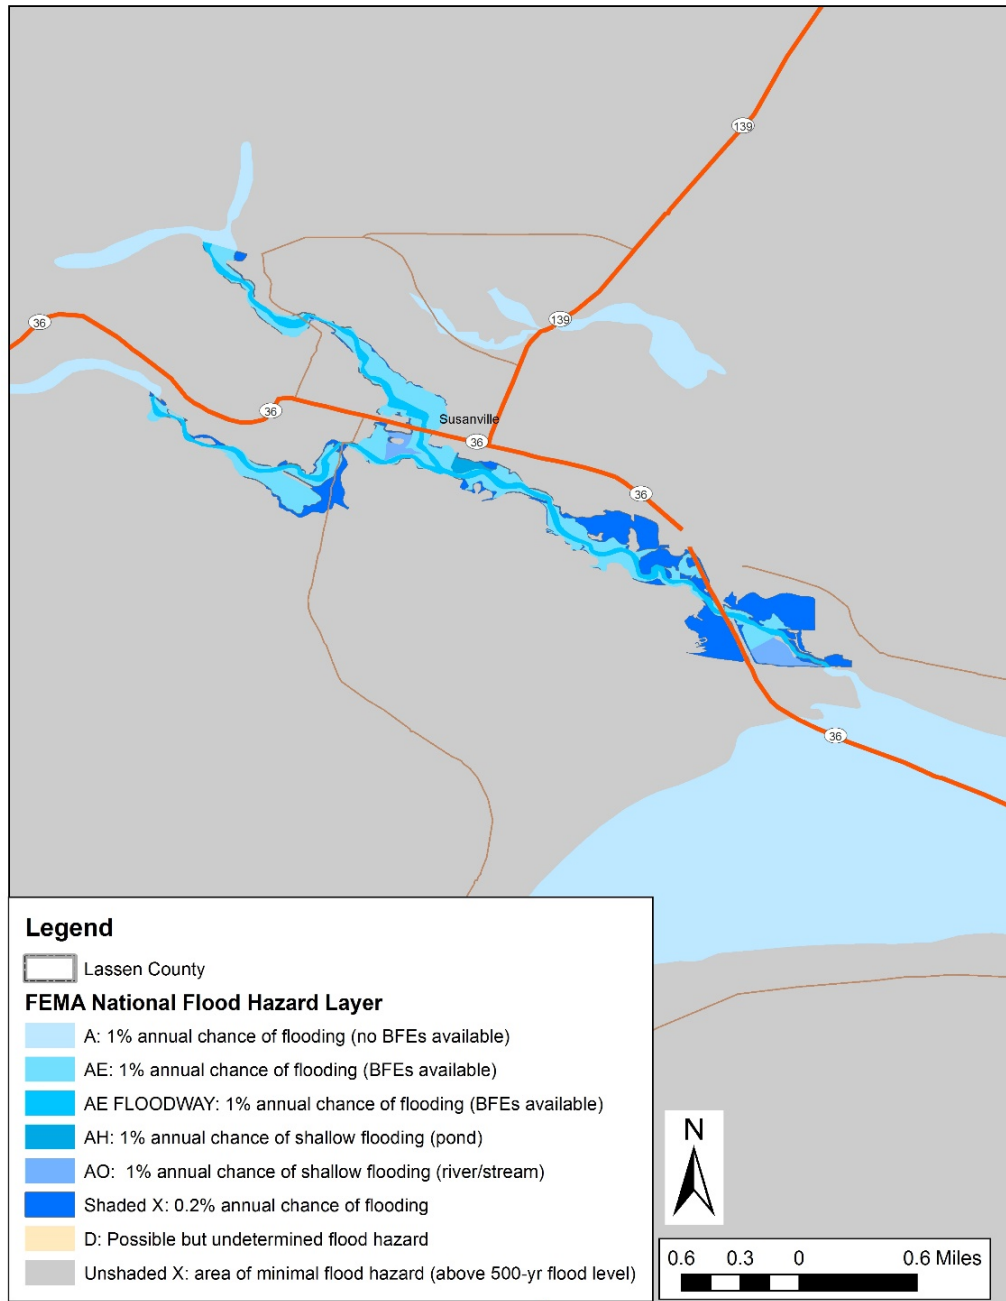 139
36
139
36
Susanville
36
36
36
Legend
Lassen County
FEMA National Flood Hazard Layer
A: 1% annual chance of flooding (no BFEs available)
AE: 1% annual chance of flooding (BFEs available)
AE FLOODWAY: 1% annual chance of flooding (BFEs available)
AH: 1% annual chance of shallow flooding (pond)
AO: 1% annual chance of shallow flooding (river/stream)
Shaded X: 0.2% annual chance of flooding
D: Possible but undetermined flood hazard
Unshaded X: area of minimal flood hazard (above 500-yr flood level)
N
0.6 0.3 0 0.6 Miles